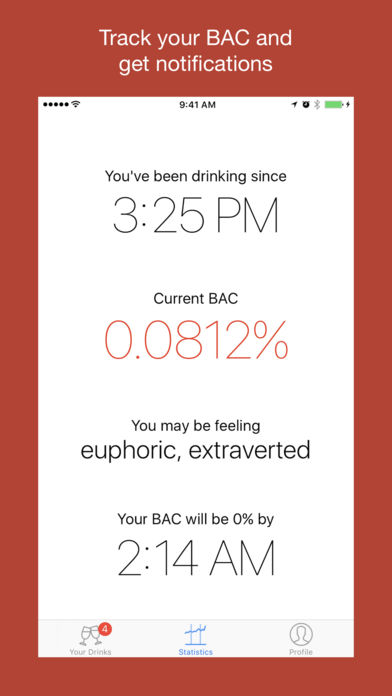 Track your BAC and
get notifications
9:41 AM
You've been drinking since
3:25 PM
Current BAC
0.0812%
You may be feeling
euphoric, extraverted
Your BAC will be 0% by
2:14 AM
4
Your Drinks
Statistics
Profile